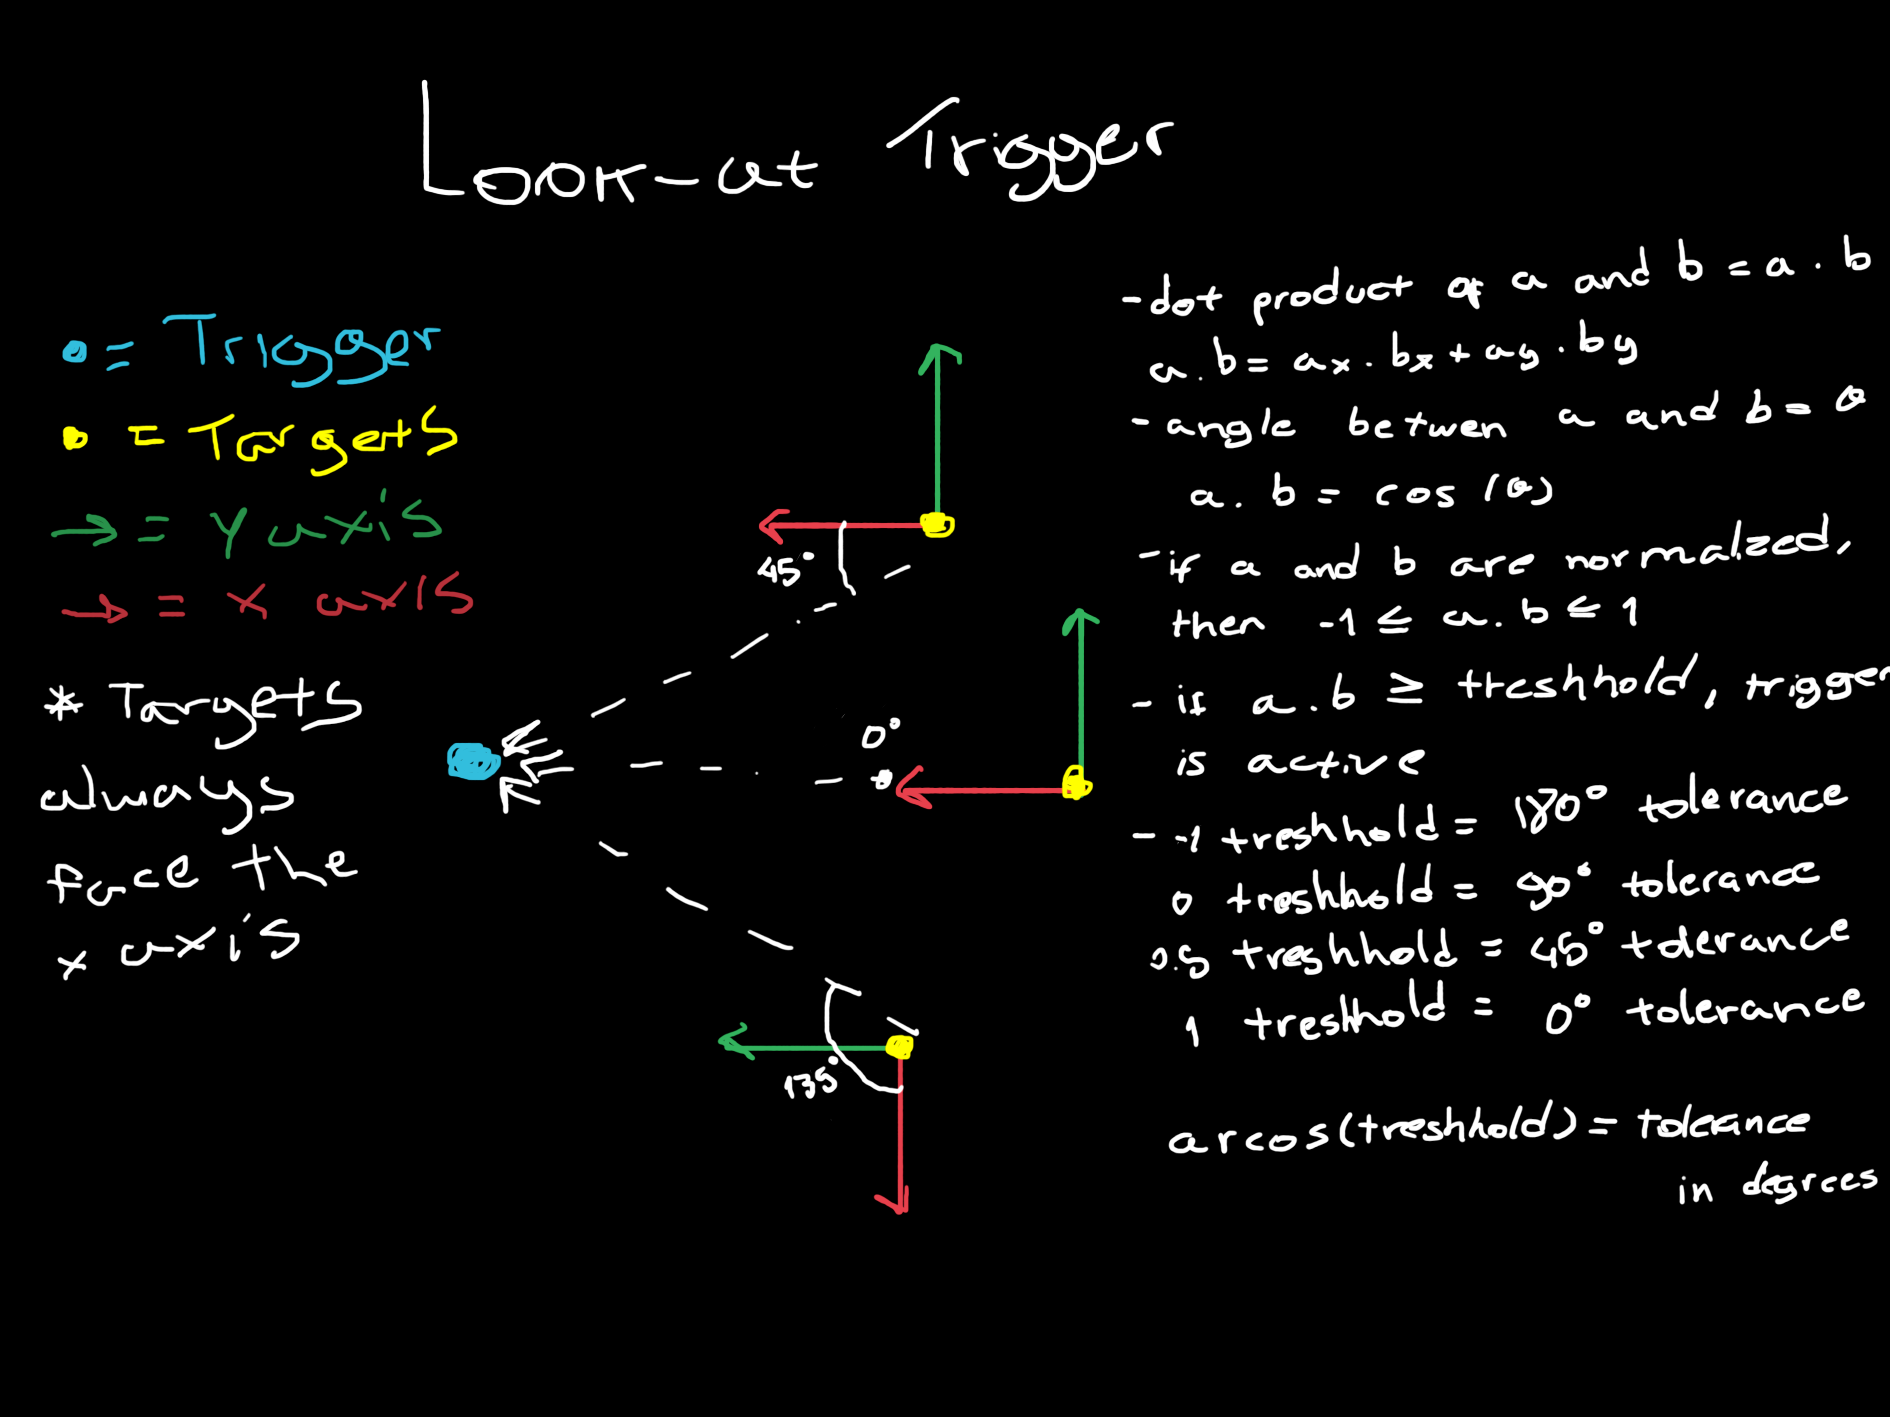 Look-at Trigger
= Trigger
= Targets
→ = Y axis
→ = x axis
* Targets
always
face the
x axis
45°
0°
135°
- dot product of a and b = a . b
a . b = ax . bx + ay . by
- angle betwen a and b = θ
a . b = cos (θ)
- if a and b are normalzed,
then -1 ≤ a . b ≤ 1
- if a . b ≥ treshhold, trigger
is active
- -1 treshhold = 180° tolerance
0 treshhold = 90° tolerance
0.5 treshhold = 45° tolerance
1 treshhold = 0° tolerance
arcos(treshhold) = tolerance
in degrees